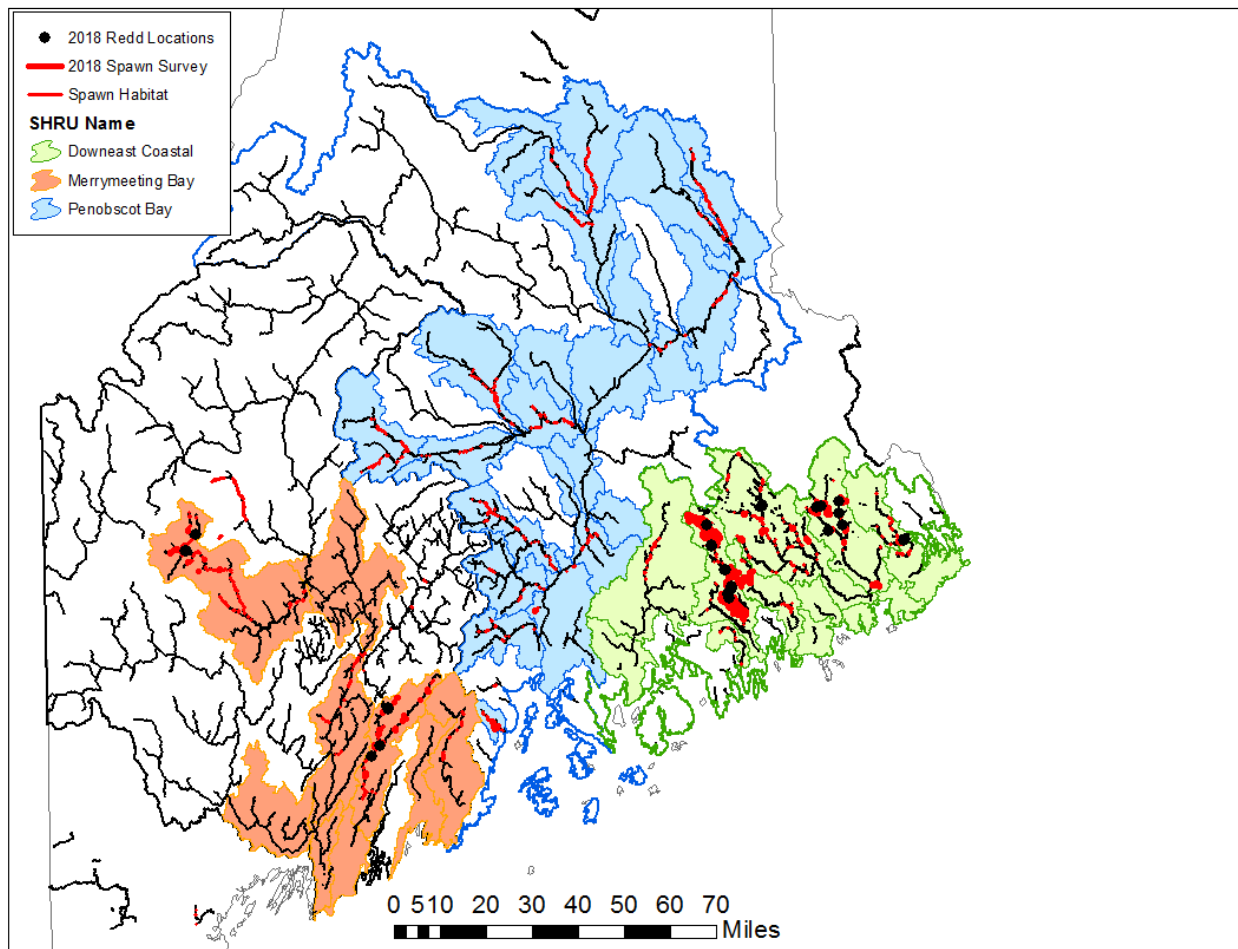 2018 Redd Locations
2018 Spawn Survey
Spawn Habitat
SHRU Name
Downeast Coastal
Merrymeeting Bay
Penobscot Bay
0 5 10 20 30 40 50 60 70
Miles